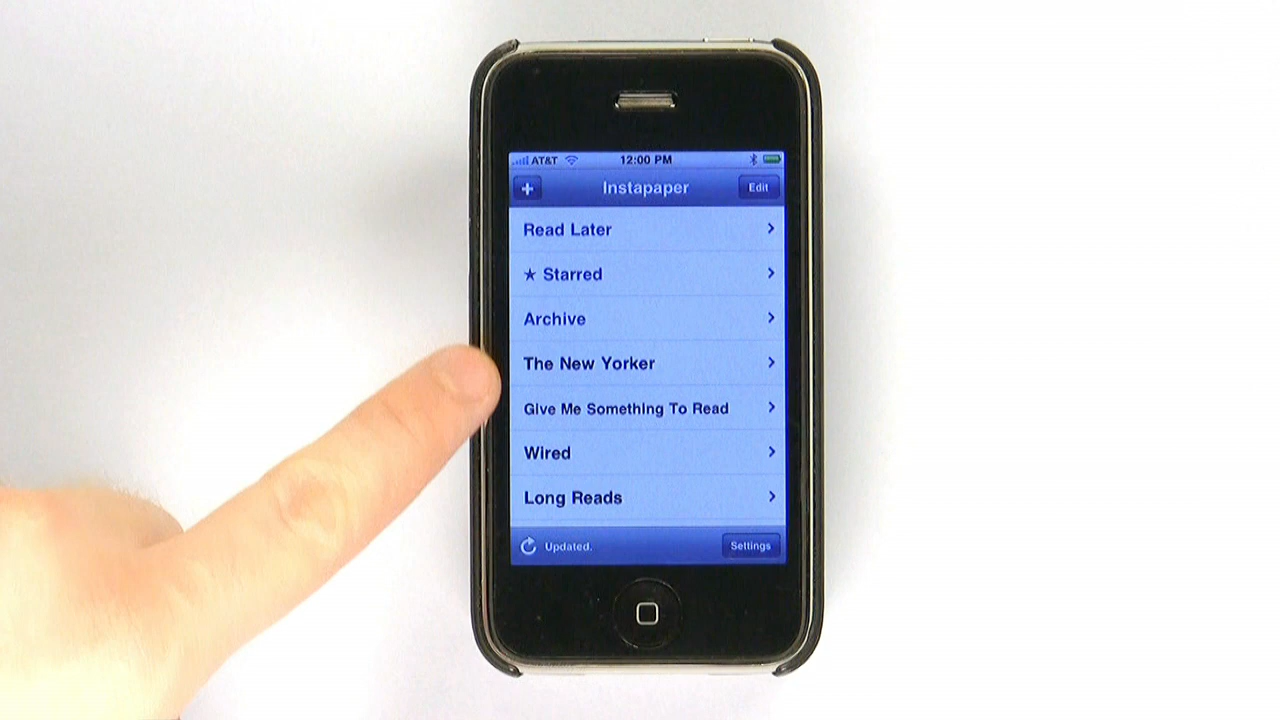 AT&T 12:00 PM
+ Instapaper Edit
Read Later
★ Starred
Archive
The New Yorker
Give Me Something To Read
Wired
Long Reads
Updated. Settings